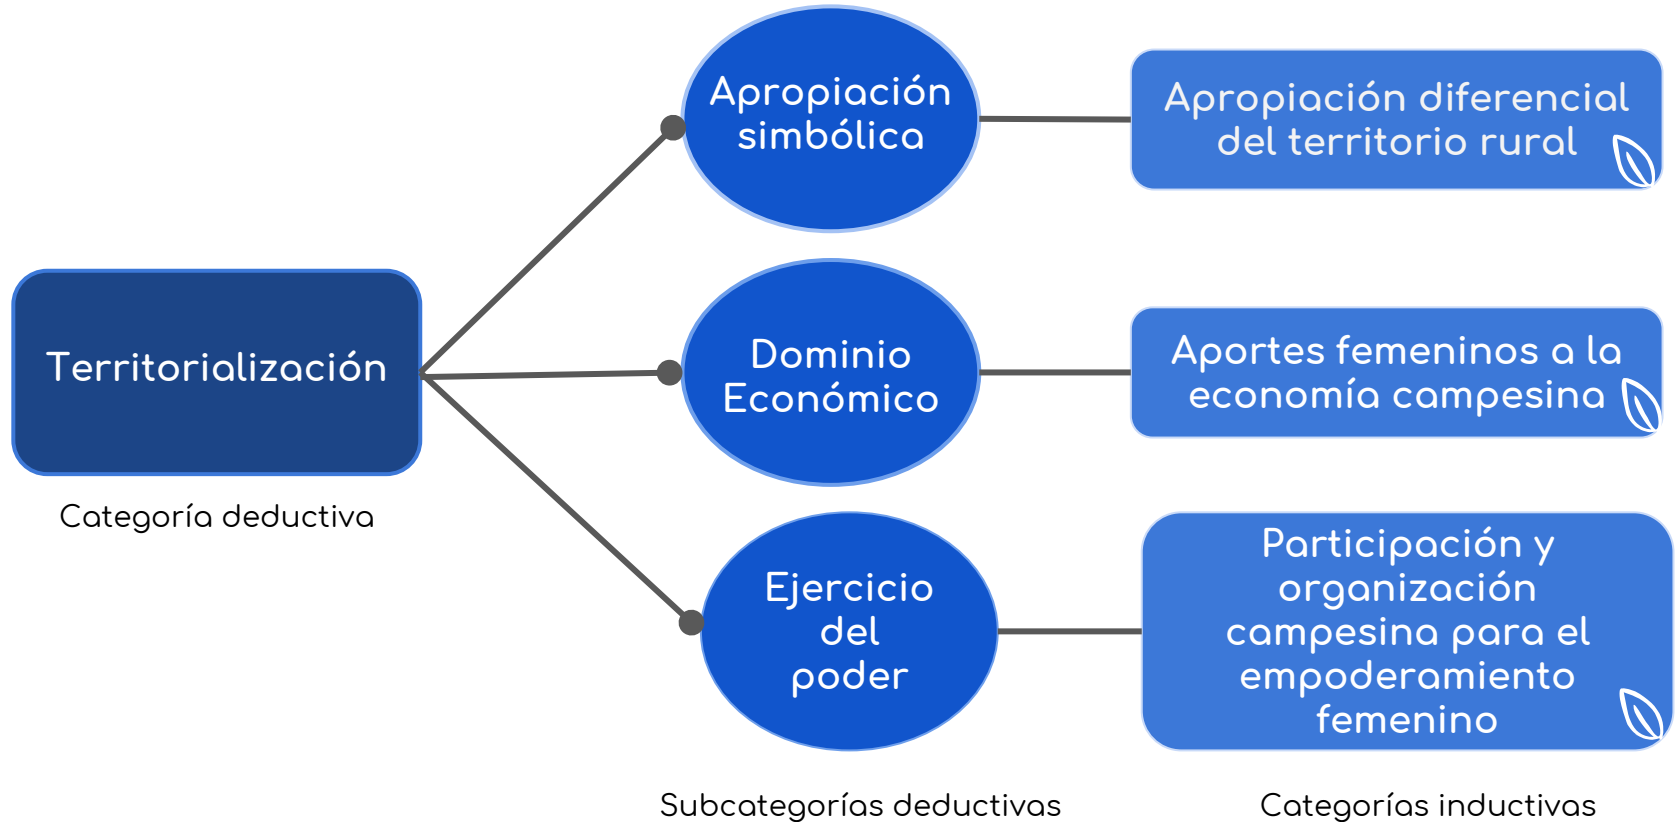 Territorialización
Categoría deductiva
Apropiación
simbólica
Dominio
Económico
Ejercicio
del
poder
Subcategorías deductivas
Apropiación diferencial
del territorio rural
Aportes femeninos a la
economía campesina
Participación y
organización
campesina para el
empoderamiento
femenino
Categorías inductivas